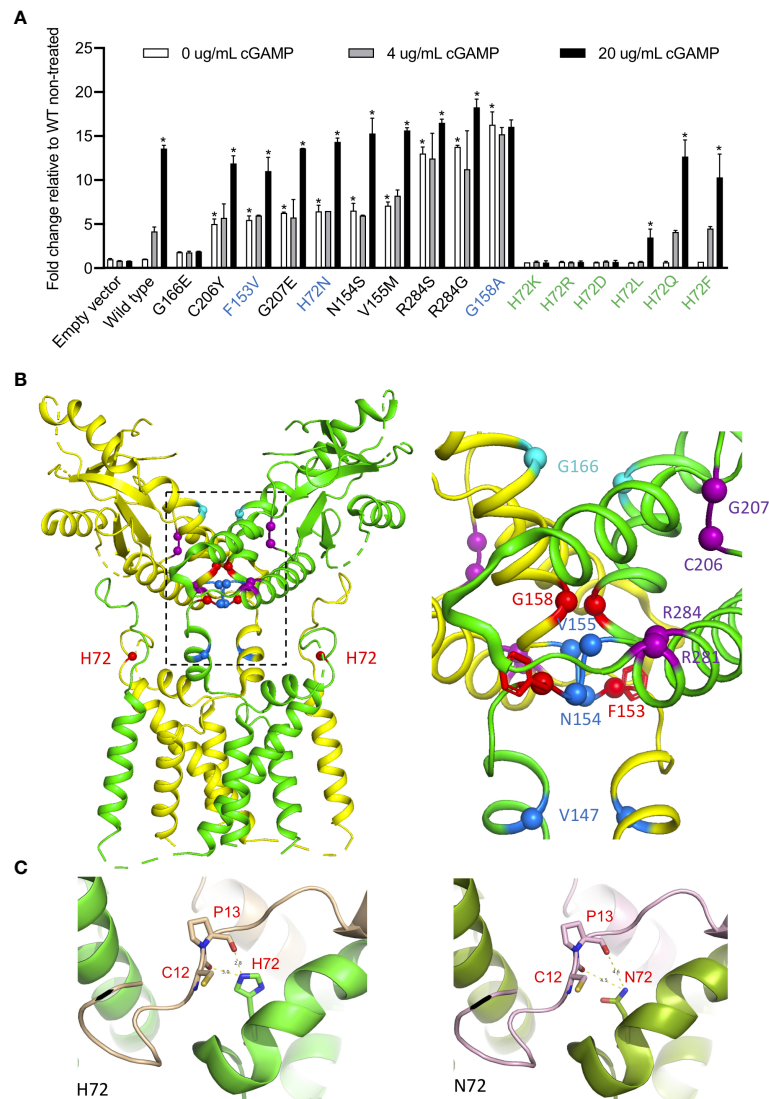 A
0 ug/mL cGAMP
4 ug/mL cGAMP
20 ug/mL cGAMP
Fold change relative to WT non-treated
25
20
15
10
5
0
* * * * * * * * * * * * * * * * * * * * *
Empty vector
Wild type
G166E
C206Y
F153V
G207E
H72N
N154S
V155M
R284S
R284G
G158A
H72K
H72R
H72D
H72L
H72Q
H72F
B
H72
H72
G166
G207
C206
G158
V155
R284
R281
N154
F153
V147
C
P13
C12
H72
H72
P13
C12
N72
N72